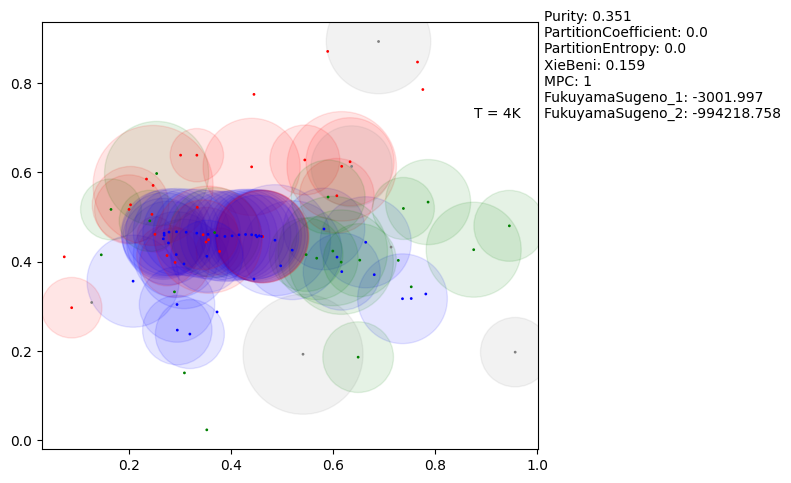 Purity: 0.351
PartitionCoefficient: 0.0
PartitionEntropy: 0.0
XieBeni: 0.159
MPC: 1
FukuyamaSugeno_1: -3001.997
FukuyamaSugeno_2: -994218.758
T = 4K
0.8
0.6
0.4
0.2
0.0
0.2
0.4
0.6
0.8
1.0